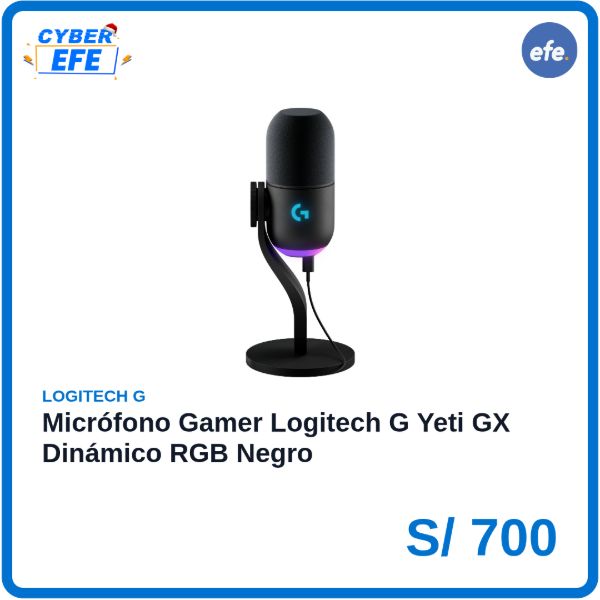 CYBER
EFE
efe.
LOGITECH G
Micrófono Gamer Logitech G Yeti GX
Dinámico RGB Negro
S/ 700